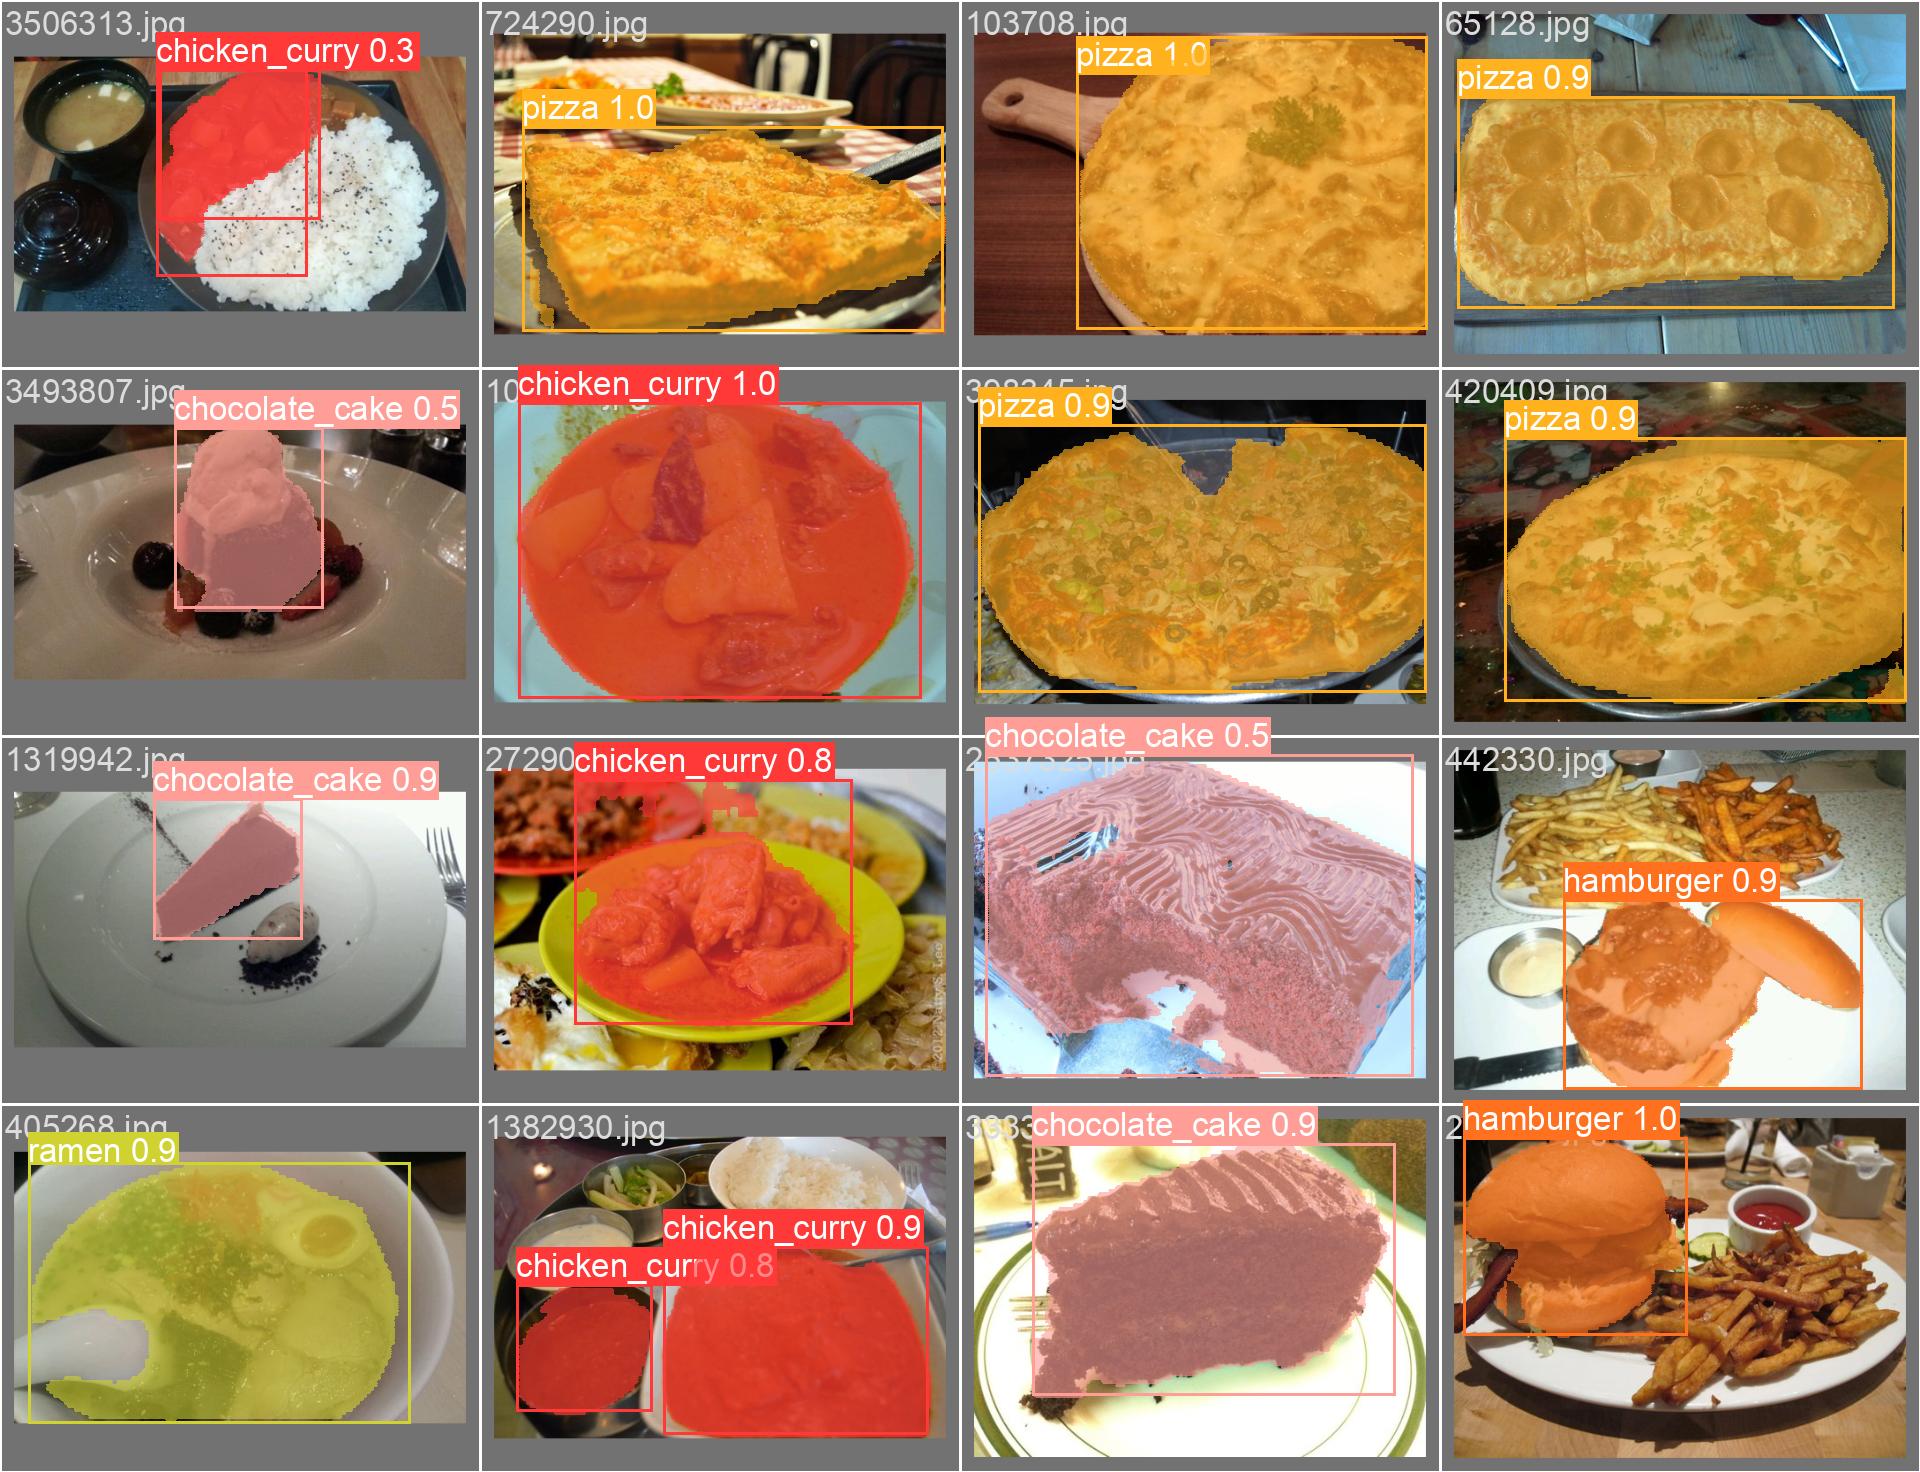 3506313.jpg
chicken_curry 0.3
724290.jpg
pizza 1.0
103708.jpg
pizza 1.0
65128.jpg
pizza 0.9
3493807.jpg
chocolate_cake 0.5
chicken_curry 1.0
pizza 0.9
420409.jpg
pizza 0.9
1319942.jpg
chocolate_cake 0.9
27290
chicken_curry 0.8
chocolate_cake 0.5
442330.jpg
hamburger 0.9
405268.jpg
ramen 0.9
1382930.jpg
chicken_curry 0.9
chicken_curry 0.8
chocolate_cake 0.9
hamburger 1.0